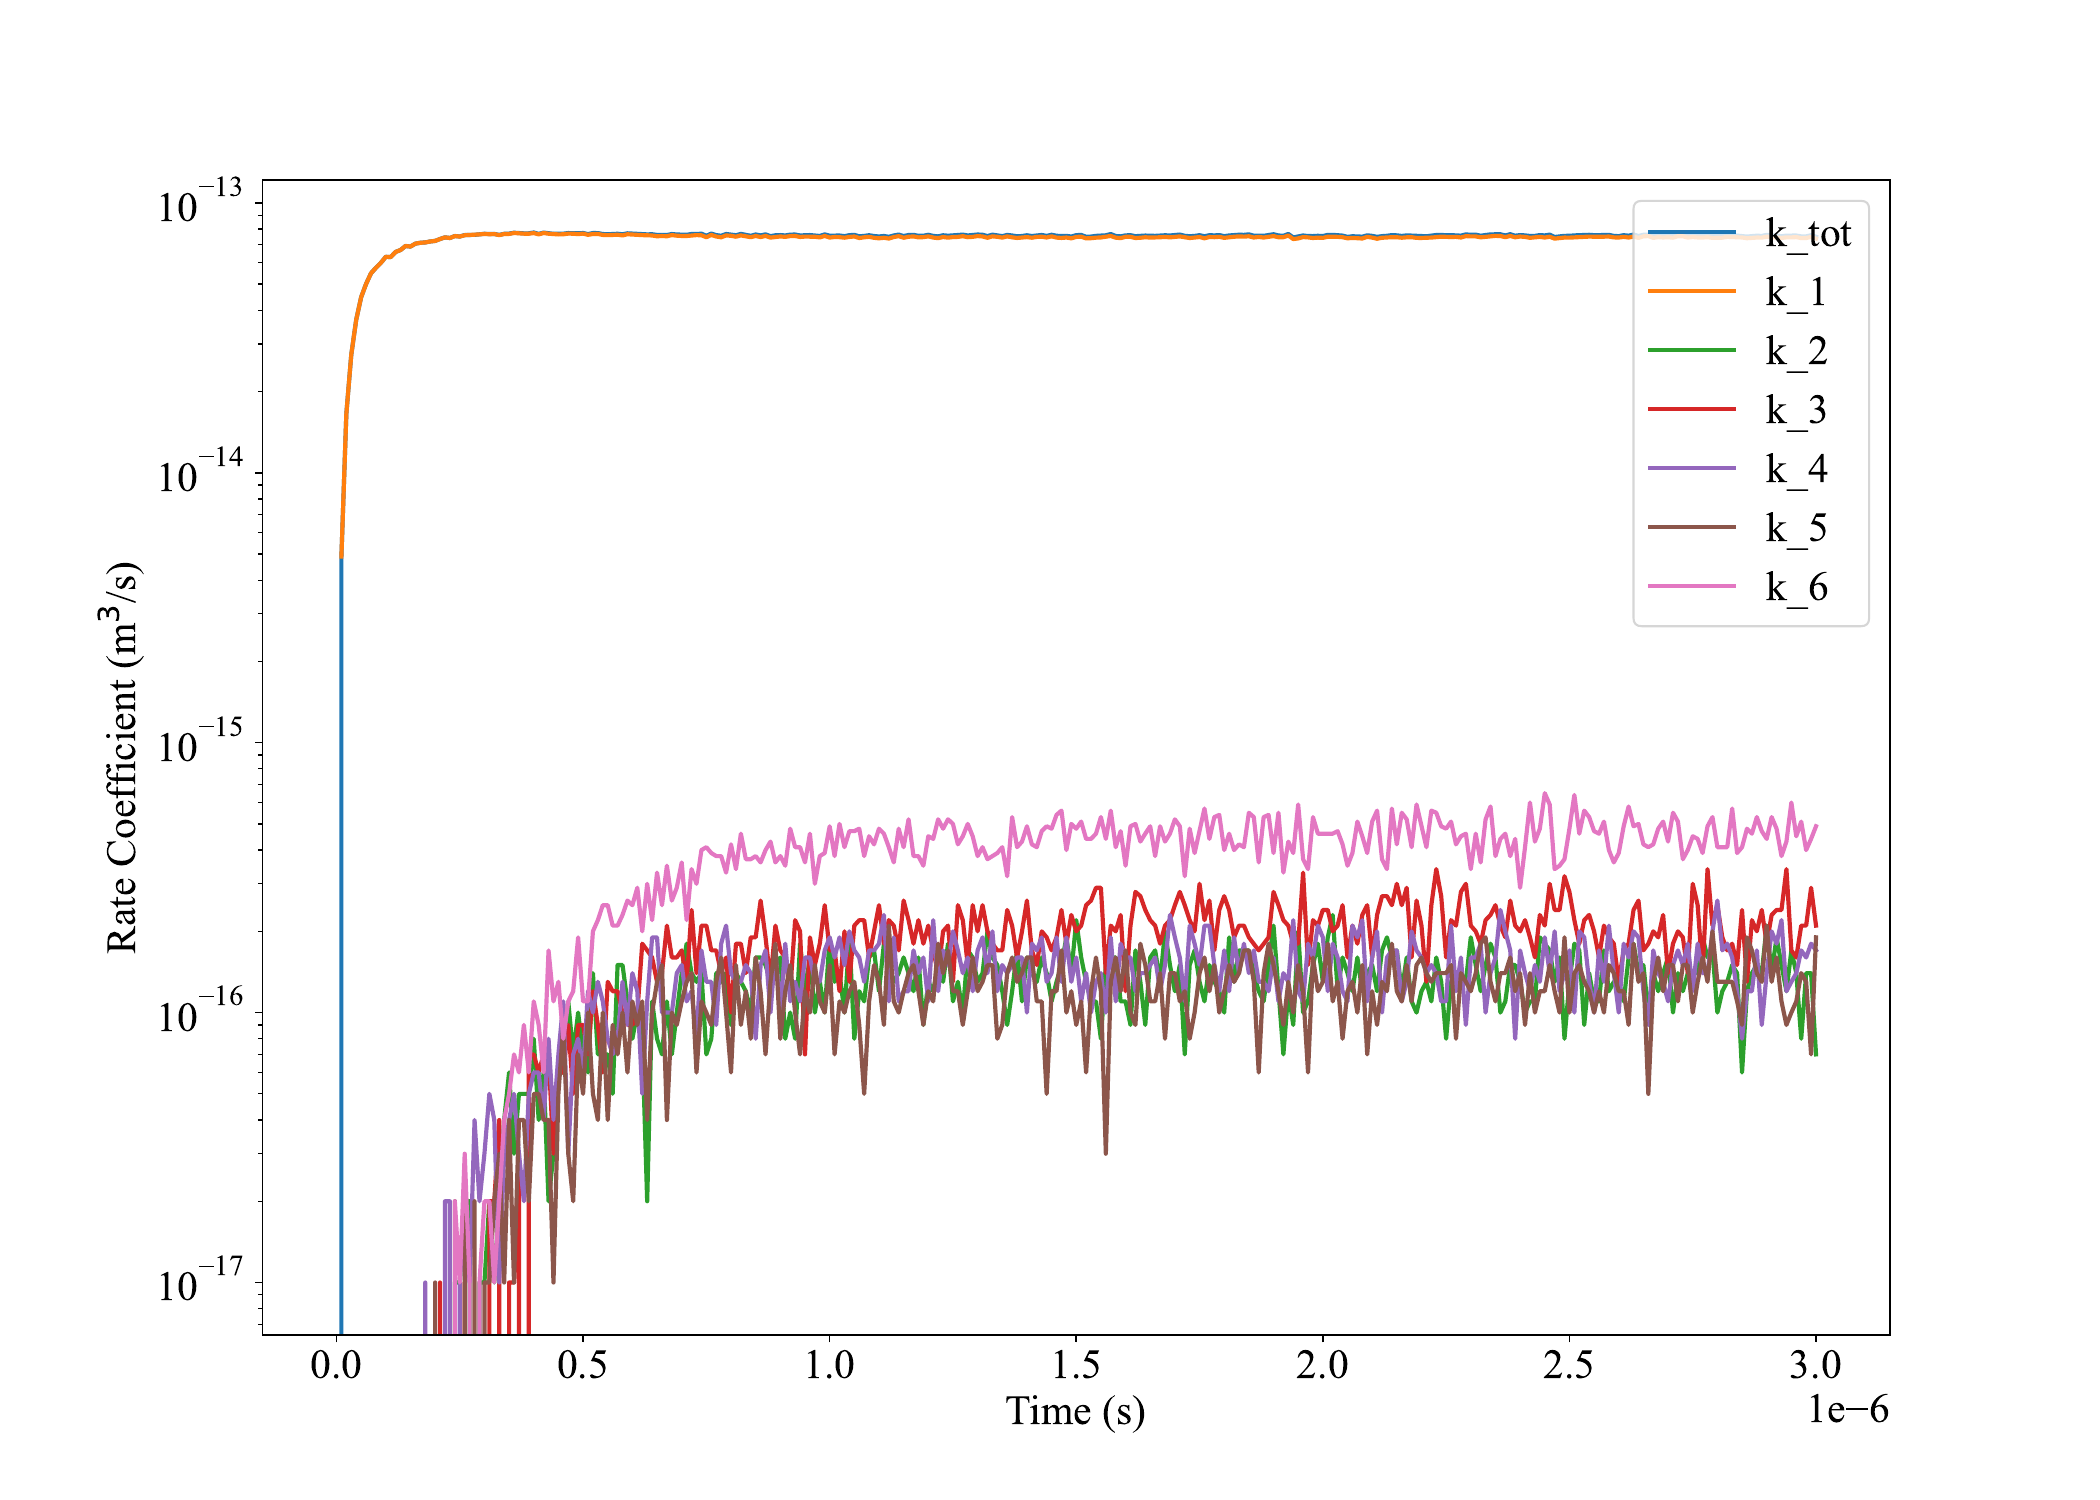 10⁻¹³
10⁻¹⁴
10⁻¹⁵
10⁻¹⁶
10⁻¹⁷
Rate Coefficient (m³/s)
k_tot
k_1
k_2
k_3
k_4
k_5
k_6
0.0 0.5 1.0 1.5 2.0 2.5 3.0
Time (s)
1e−6